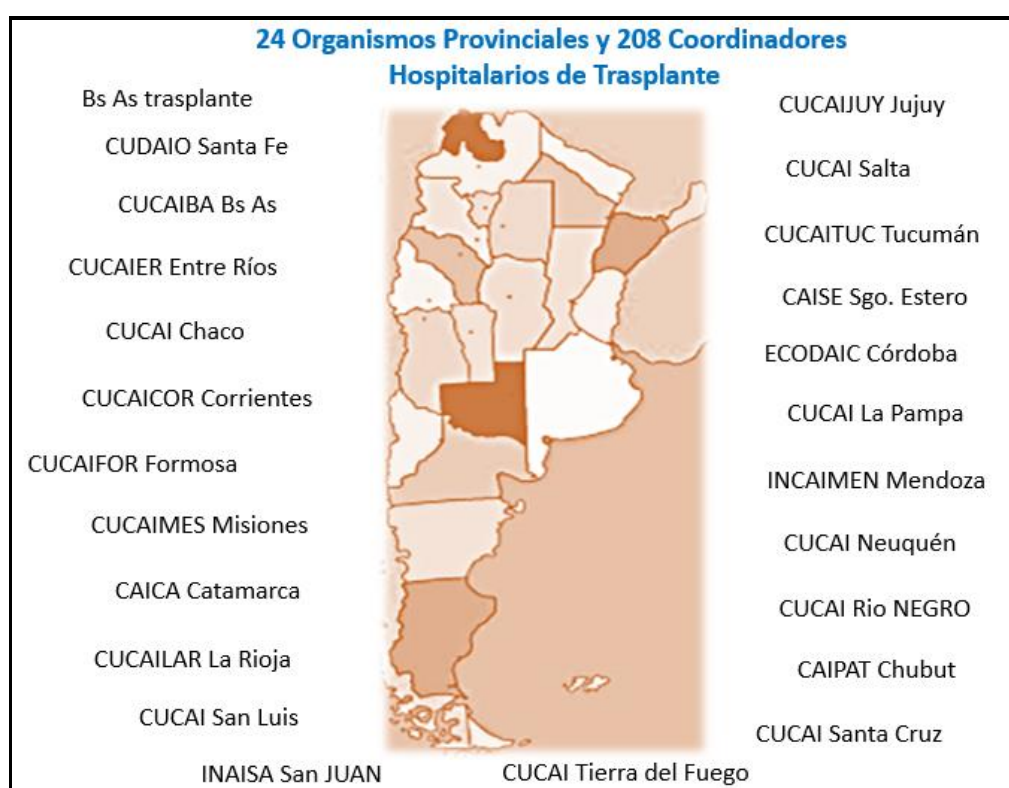 24 Organismos Provinciales y 208 Coordinadores
Hospitalarios de Trasplante
Bs As trasplante
CUDAIO Santa Fe
CUCAIBA Bs As
CUCAIER Entre Ríos
CUCAI Chaco
CUCAICOR Corrientes
CUCAIFOR Formosa
CUCAIMES Misiones
CAICA Catamarca
CUCAILAR La Rioja
CUCAI San Luis
INAISA San JUAN
CUCAIJUY Jujuy
CUCAI Salta
CUCAITUC Tucumán
CAISE Sgo. Estero
ECODAIC Córdoba
CUCAI La Pampa
INCAIMEN Mendoza
CUCAI Neuquén
CUCAI Rio NEGRO
CAIPAT Chubut
CUCAI Santa Cruz
CUCAI Tierra del Fuego